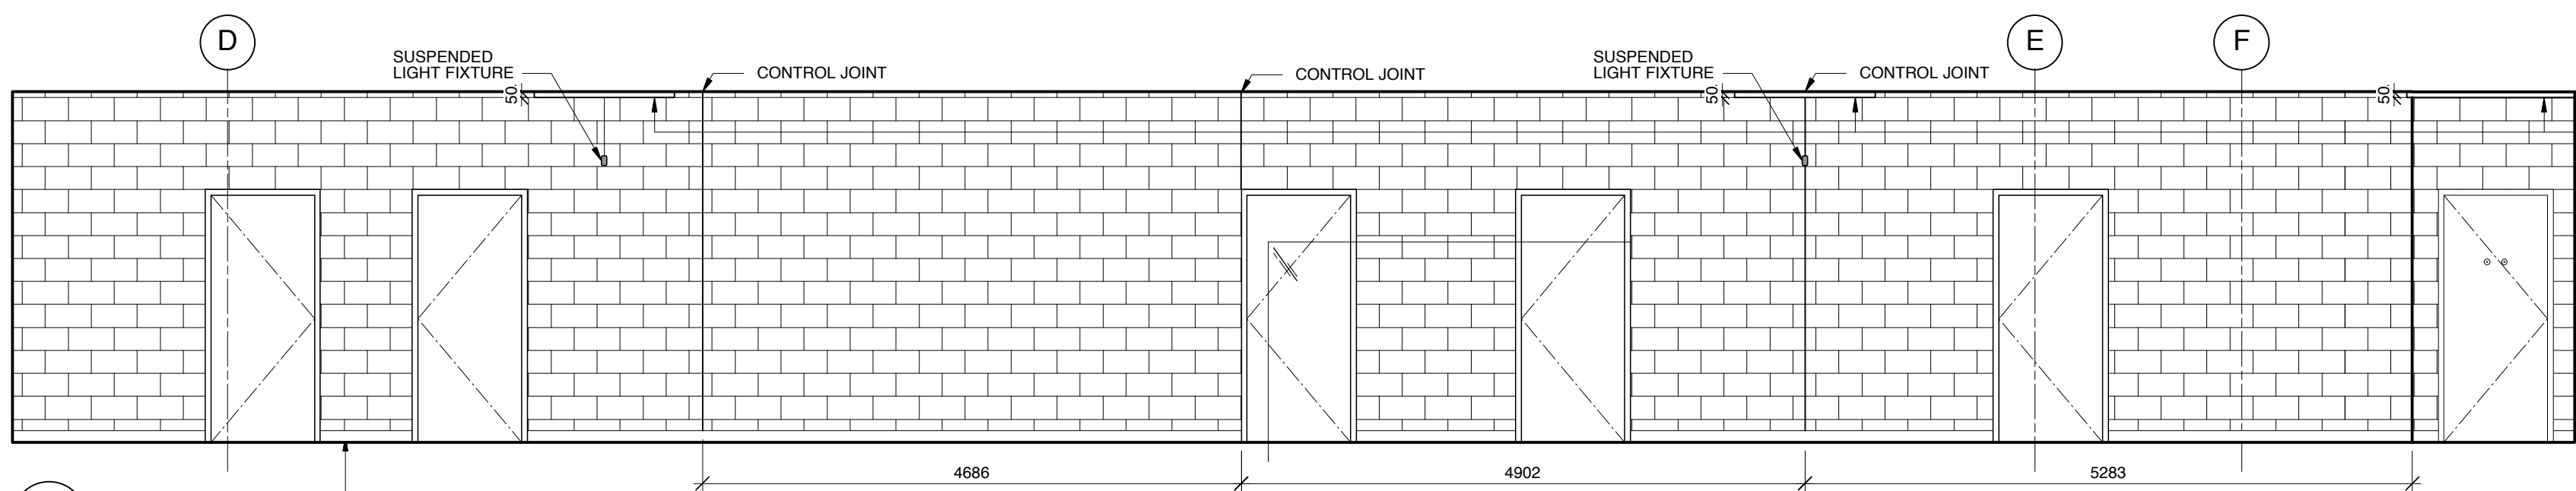 D
E
F
SUSPENDED
LIGHT FIXTURE
CONTROL JOINT
CONTROL JOINT
SUSPENDED
LIGHT FIXTURE
CONTROL JOINT
50
50
50
4686
4902
5283